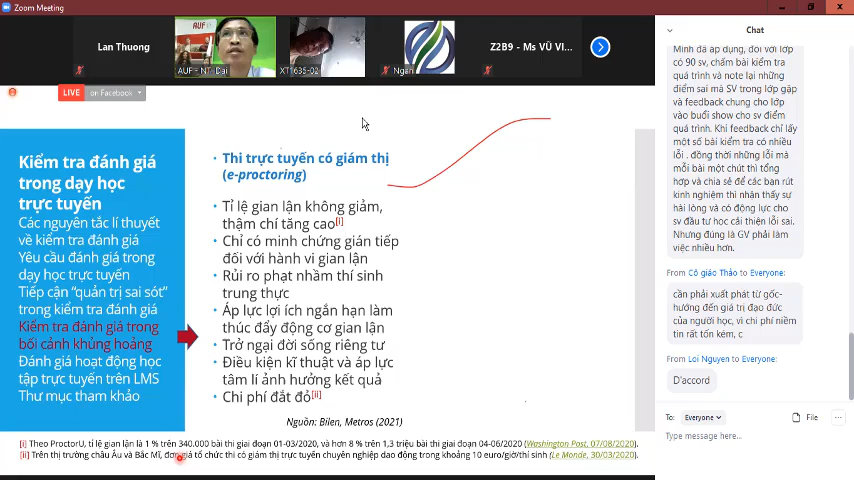 Zoom Meeting
Lan Thuong
AUF
AUF - NT. Dai
XT1635-02
Ngan
Z2B9 - Ms VŨ VI...
LIVE on Facebook
Kiểm tra đánh giá
trong dạy học
trực tuyến
Các nguyên tắc lí thuyết
về kiểm tra đánh giá
Yêu cầu đánh giá trong
dạy học trực tuyến
Tiếp cận “quản trị sai sót”
trong kiểm tra đánh giá
Kiểm tra đánh giá trong
bối cảnh khủng hoảng
Đánh giá hoạt động học
tập trực tuyến trên LMS
Thư mục tham khảo
• Thi trực tuyến có giám thị
(e-proctoring)
• Tỉ lệ gian lận không giảm,
thậm chí tăng cao[i]
• Chỉ có minh chứng gián tiếp
đối với hành vi gian lận
• Rủi ro phạt nhầm thí sinh
trung thực
• Áp lực lợi ích ngắn hạn làm
thúc đẩy động cơ gian lận
• Trở ngại đời sống riêng tư
• Điều kiện kĩ thuật và áp lực
tâm lí ảnh hưởng kết quả
• Chi phí đắt đỏ[ii]
Nguồn: Bilen, Metros (2021)
[i] Theo ProctorU, tỉ lệ gian lận là 1 % trên 340.000 bài thi giai đoạn 01-03/2020, và hơn 8 % trên 1,3 triệu bài thi giai đoạn 04-06/2020 (Washington Post, 07/08/2020).
[ii] Trên thị trường châu Âu và Bắc Mĩ, đơn giá tổ chức thi có giám thị trực tuyến chuyên nghiệp dao động trong khoảng 10 euro/giờ/thí sinh (Le Monde, 30/03/2020).
Chat
Mình đã áp dụng, đối với lớp
có 90 sv, chấm bài kiểm tra
quá trình và note lại những
điểm sai mà SV trong lớp gặp
và feedback chung cho lớp
vào buổi show cho sv điểm
quá trình. Khi feedback chỉ lấy
một số bài kiểm tra có nhiều
lỗi . đồng thời những lỗi mà
mỗi bài một chút thì tổng
hợp và chia sẻ để các bạn rút
kinh nghiệm thì nhận thấy sự
hài lòng và có động lực cho
sv đầu tư học cải thiện lỗi sai.
Nhưng đúng là GV phải làm
việc nhiều hơn.
From Cô giáo Thảo to Everyone:
cần phải xuất phát từ gốc-
hướng đến giá trị đạo đức
của người học, vì chi phí niềm
tin rất tốn kém, c
From Loi Nguyen to Everyone:
D'accord
To: Everyone
File
Type message here...